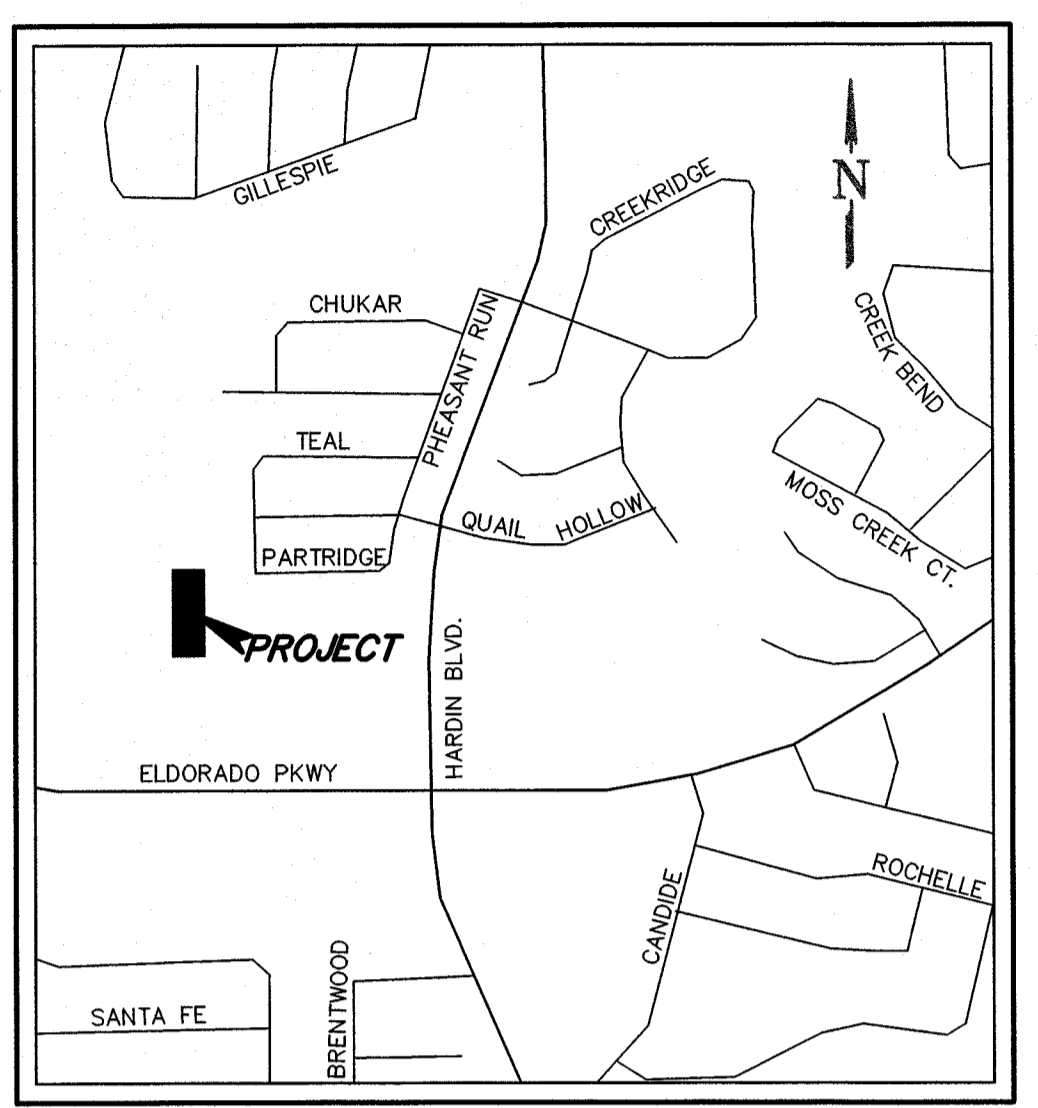 GILLESPIE
CREEKRIDGE
N
CHUKAR
PHEASANT RUN
CREEK BEND
TEAL
MOSS CREEK CT.
QUAIL HOLLOW
PARTRIDGE
PROJECT
HARDIN BLVD.
ELDORADO PKWY
ROCHELLE
CANDIDE
BRENTWOOD
SANTA FE